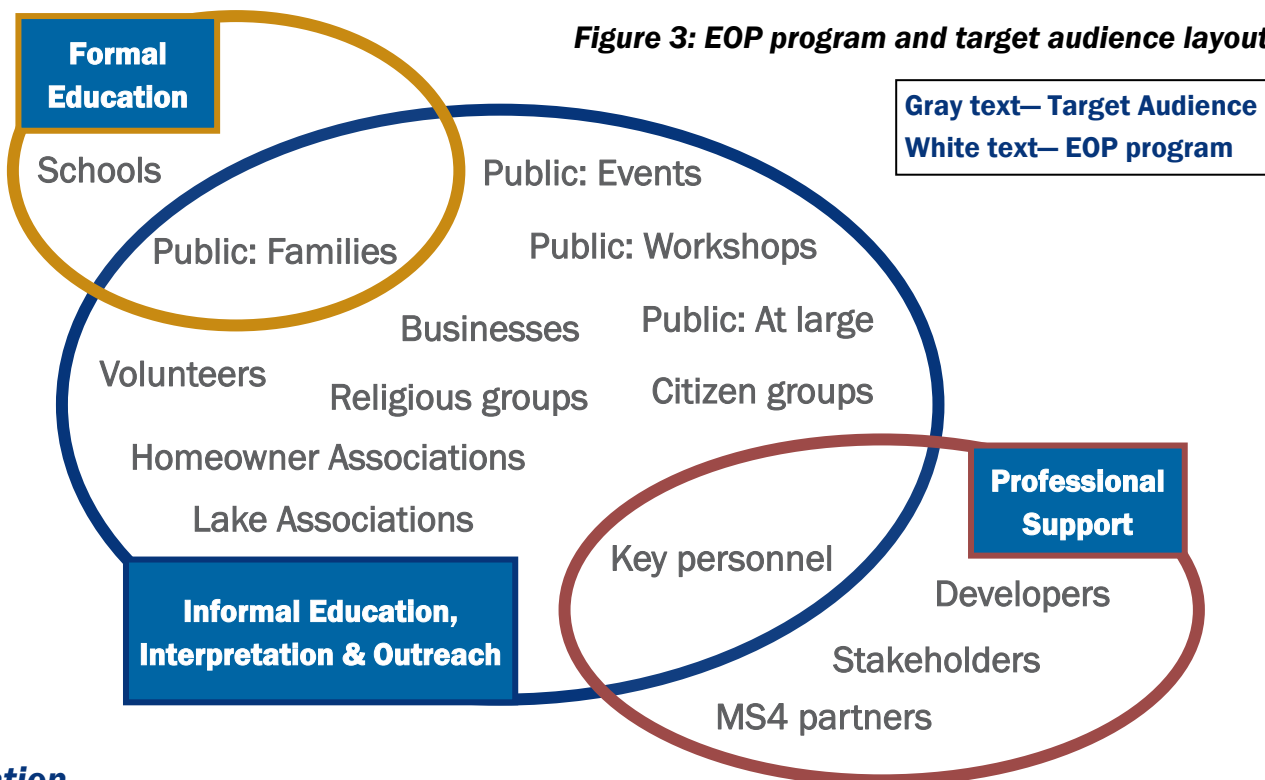 Figure 3: EOP program and target audience layout
Formal
Education
Gray text— Target Audience
White text— EOP program
Schools
Public: Events
Public: Families
Public: Workshops
Businesses
Public: At large
Volunteers
Religious groups
Citizen groups
Homeowner Associations
Lake Associations
Professional
Support
Key personnel
Developers
Informal Education,
Interpretation & Outreach
Stakeholders
MS4 partners